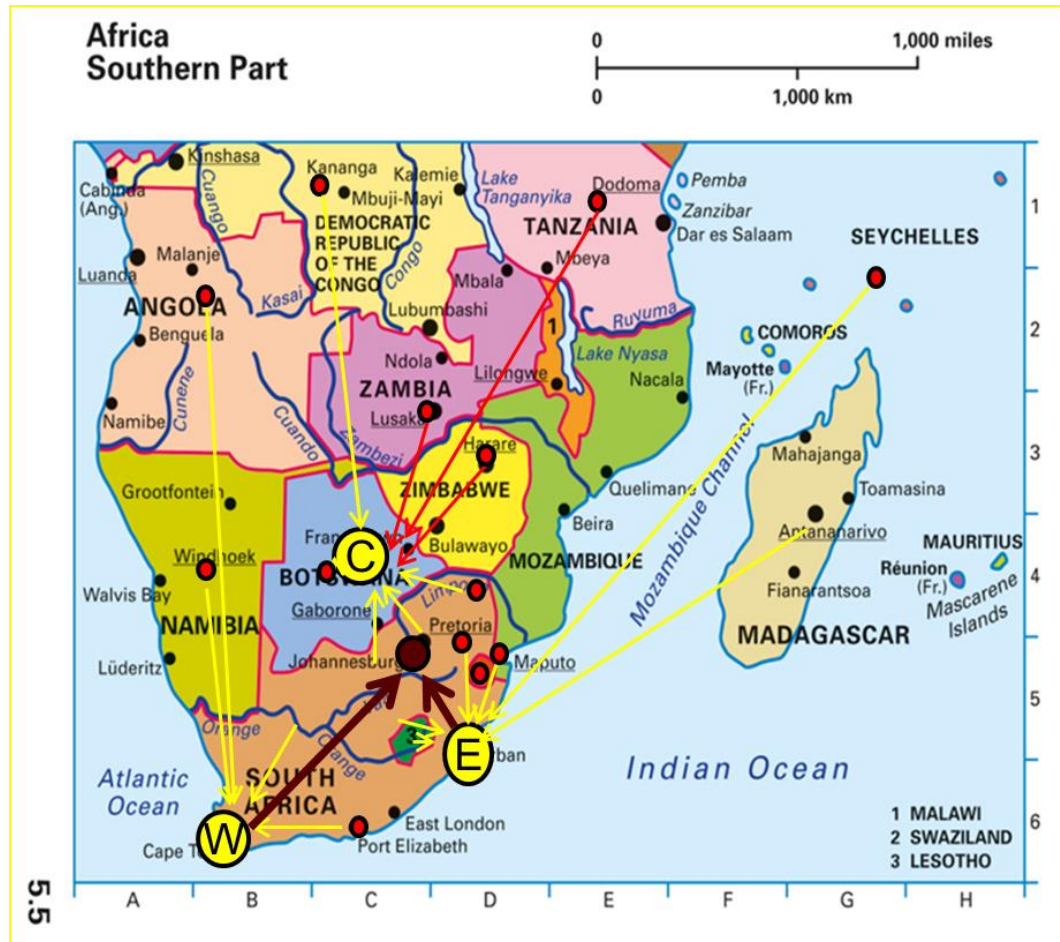 Africa
Southern Part
0
1,000 miles
0
1,000 km
Kinshasa
Cabinda
(Ang.)
Cuango
Kananga
Kalemie
Mbuji-Mayi
DEMOCRATIC
REPUBLIC
OF THE
CONGO
Congo
Lake
Tanganyika
Dodoma
TANZANIA
Pemba
Zanzibar
Dar es Salaam
1
SEYCHELLES
Malanje
Luanda
ANGOLA
Kasai
Benguela
Lubumbashi
Mbala
Mbeya
1
Ruvuma
COMOROS
2
Ndola
Lilongwe
Lake Nyasa
Nacala
Mayotte
(Fr.)
ZAMBIA
Lusaka
Namibe
Cunene
Cuando
Zambezi
Harare
ZIMBABWE
Mahajanga
3
Grootfontein
Quelimane
Toamasina
Beira
Mozambique Channel
Antananarivo
Bulawayo
MOZAMBIQUE
MAURITIUS
Windhoek
C
BOTSWANA
Réunion
(Fr.)
Mascarene
Islands
4
Walvis Bay
Fianarantsoa
Gaborone
NAMIBIA
Pretoria
MADAGASCAR
Lüderitz
Johannesburg
Maputo
5
Orange
Orange
3
E
Atlantic
Ocean
SOUTH
AFRICA
Indian Ocean
W
East London
Port Elizabeth
Cape
6
1 MALAWI
2 SWAZILAND
3 LESOTHO
5.5
A
B
C
D
E
F
G
H